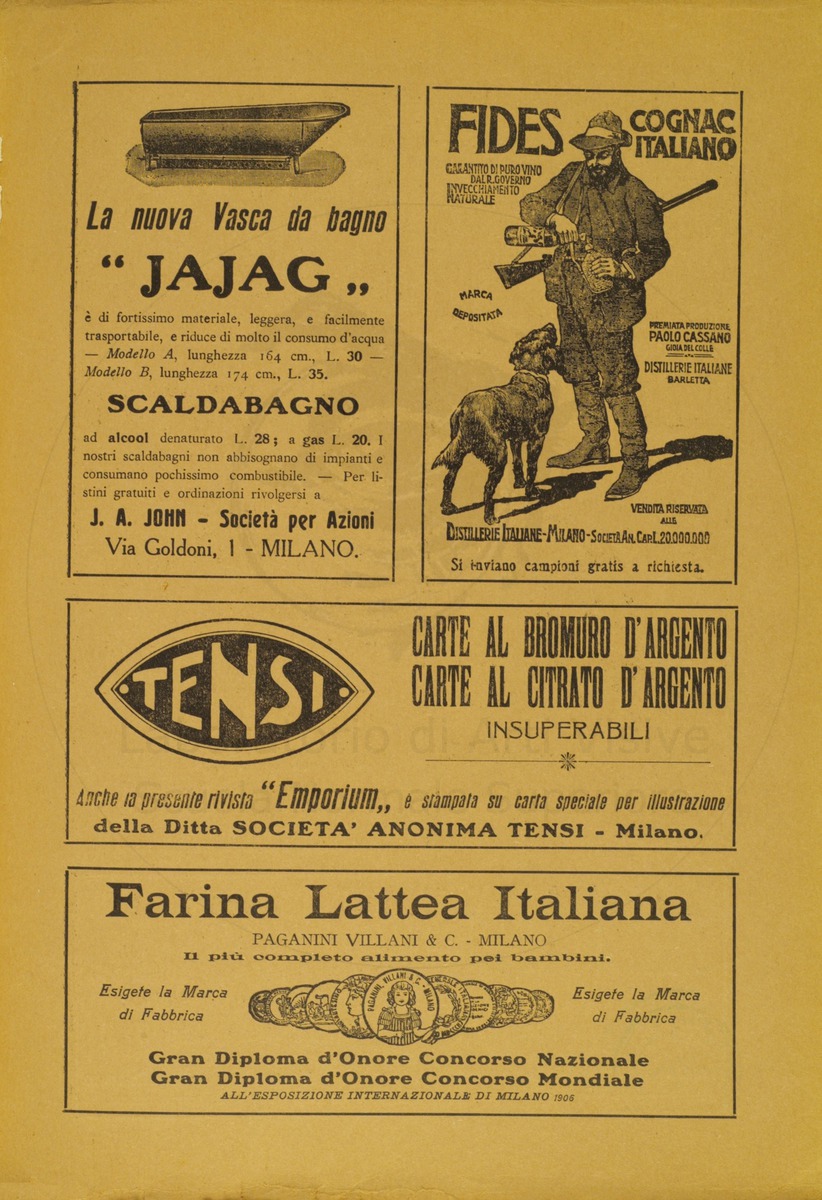 La nuova Vasca da bagno
“ JAJAG „
è di fortissimo materiale, leggera, e facilmente
trasportabile, e riduce di molto il consumo d'acqua
— Modello A, lunghezza 164 cm., L. 30 —
Modello B, lunghezza 174 cm., L. 35.
SCALDABAGNO
ad alcool denaturato L. 28; a gas L. 20. I
nostri scaldabagni non abbisognano di impianti e
consumano pochissimo combustibile. — Per li-
stini gratuiti e ordinazioni rivolgersi a
J. A. JOHN - Società per Azioni
Via Goldoni, 1 - MILANO.
FIDES COGNAC
ITALIANO
GARANTITO DI PURO VINO
DAL R. GOVERNO
INVECCHIAMENTO
NATURALE
MARCA
DEPOSITATA
PREMIATA PRODUZIONE
PAOLO CASSANO
GIOIA DEL COLLE
DISTILLERIE ITALIANE
BARLETTA
VENDITA RISERVATA
ALLE
DISTILLERIE ITALIANE-MILANO-SOCIETÀ AN. CAP. L. 20.000.000
Si inviano campioni gratis a richiesta.
TENSI
CARTE AL BROMURO D'ARGENTO
CARTE AL CITRATO D'ARGENTO
INSUPERABILI
Anche la presente rivista “Emporium„ è stampata su carta speciale per illustrazione
della Ditta SOCIETA' ANONIMA TENSI - Milano.
Farina Lattea Italiana
PAGANINI VILLANI & C. - MILANO
Il più completo alimento pei bambini.
Esigete la Marca
di Fabbrica
PAGANINI, VILLANI & C. - MILANO
Esigete la Marca
di Fabbrica
Gran Diploma d'Onore Concorso Nazionale
Gran Diploma d'Onore Concorso Mondiale
ALL'ESPOSIZIONE INTERNAZIONALE DI MILANO 1906